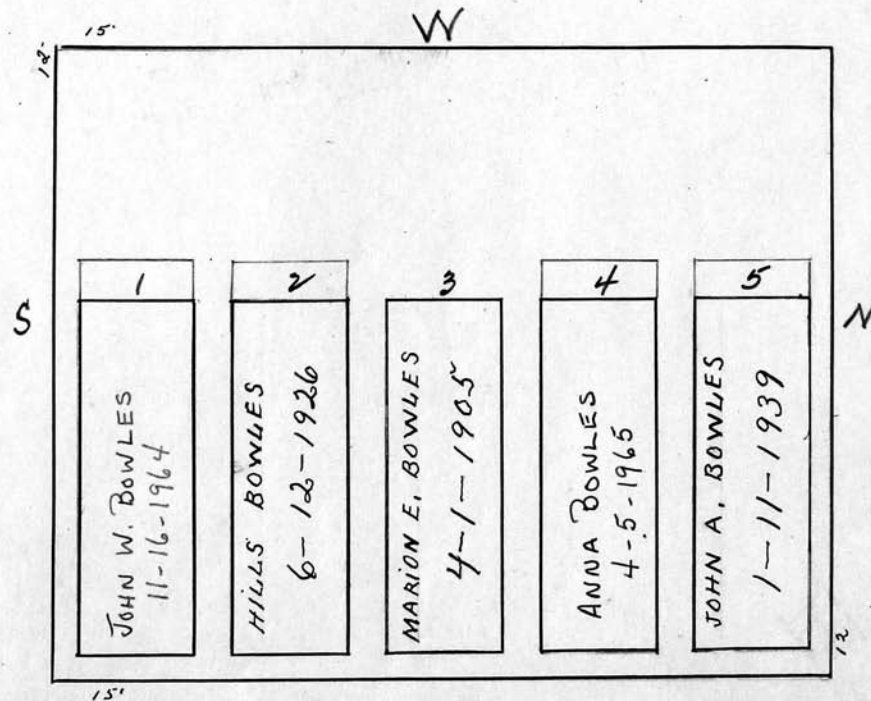 W
15'
12'
S
N
1
JOHN W. BOWLES
11-16-1964
2
HILLS BOWLES
6-12-1926
3
MARION E. BOWLES
4-1-1905
4
ANNA BOWLES
4-5-1965
5
JOHN A. BOWLES
1-11-1939
12
15'